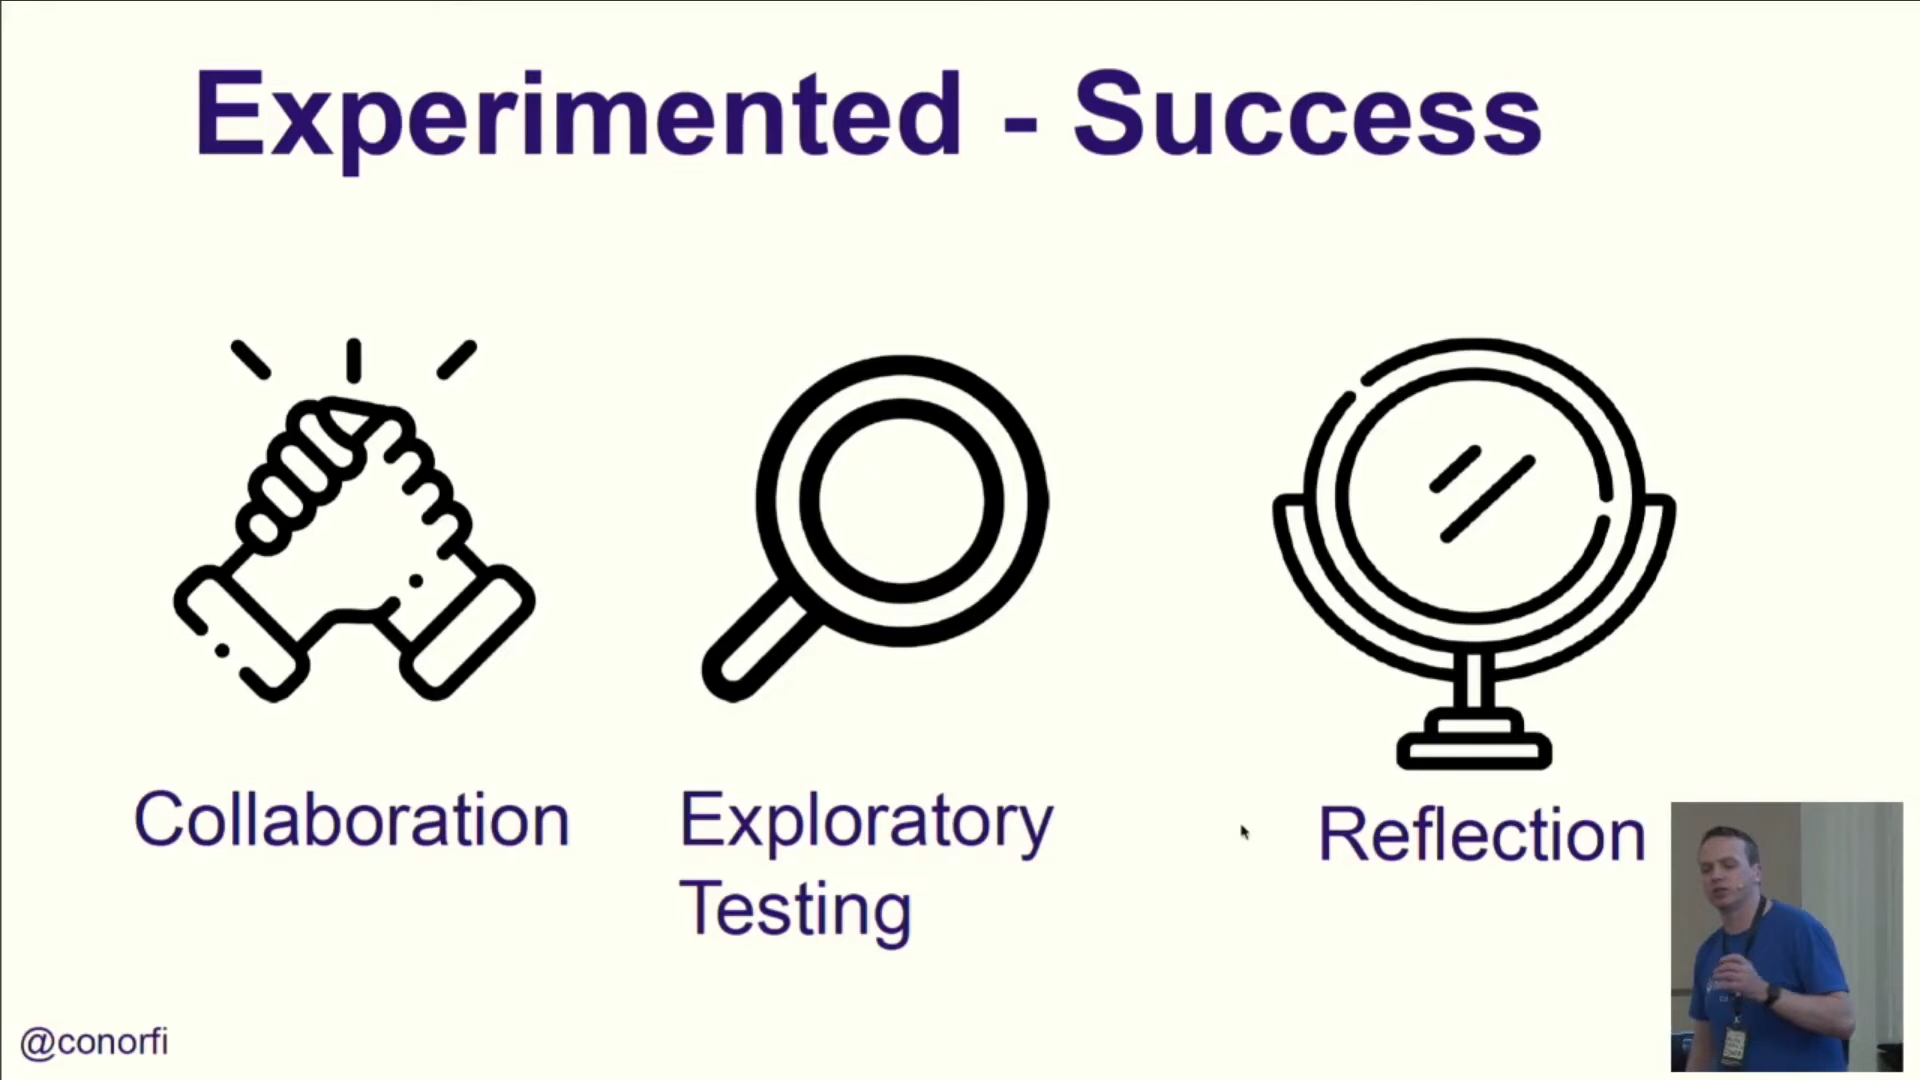 Experimented - Success
Collaboration
Exploratory
Testing
Reflection
@conorfi